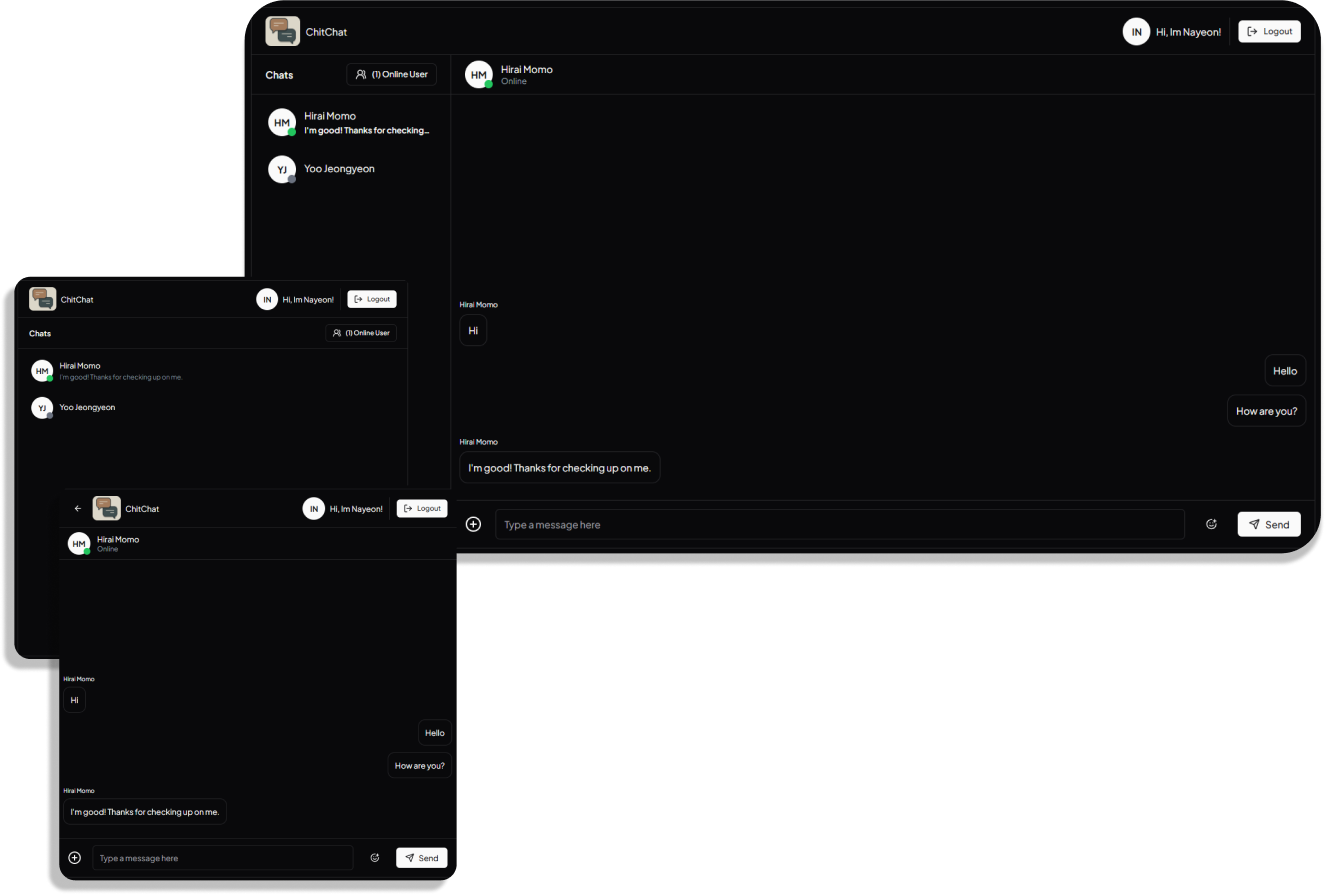 ChitChat
IN Hi, Im Nayeon!
Logout
Chats
(1) Online User
HM Hirai Momo
Online
HM Hirai Momo
I'm good! Thanks for checking...
YJ Yoo Jeongyeon
Hirai Momo
Hi
Hello
How are you?
Hirai Momo
I'm good! Thanks for checking up on me.
Type a message here
Send
ChitChat
IN Hi, Im Nayeon!
Logout
Chats
(1) Online User
HM Hirai Momo
I'm good! Thanks for checking up on me.
YJ Yoo Jeongyeon
ChitChat
IN Hi, Im Nayeon!
Logout
HM Hirai Momo
Online
Hirai Momo
Hi
Hello
How are you?
Hirai Momo
I'm good! Thanks for checking up on me.
Type a message here
Send